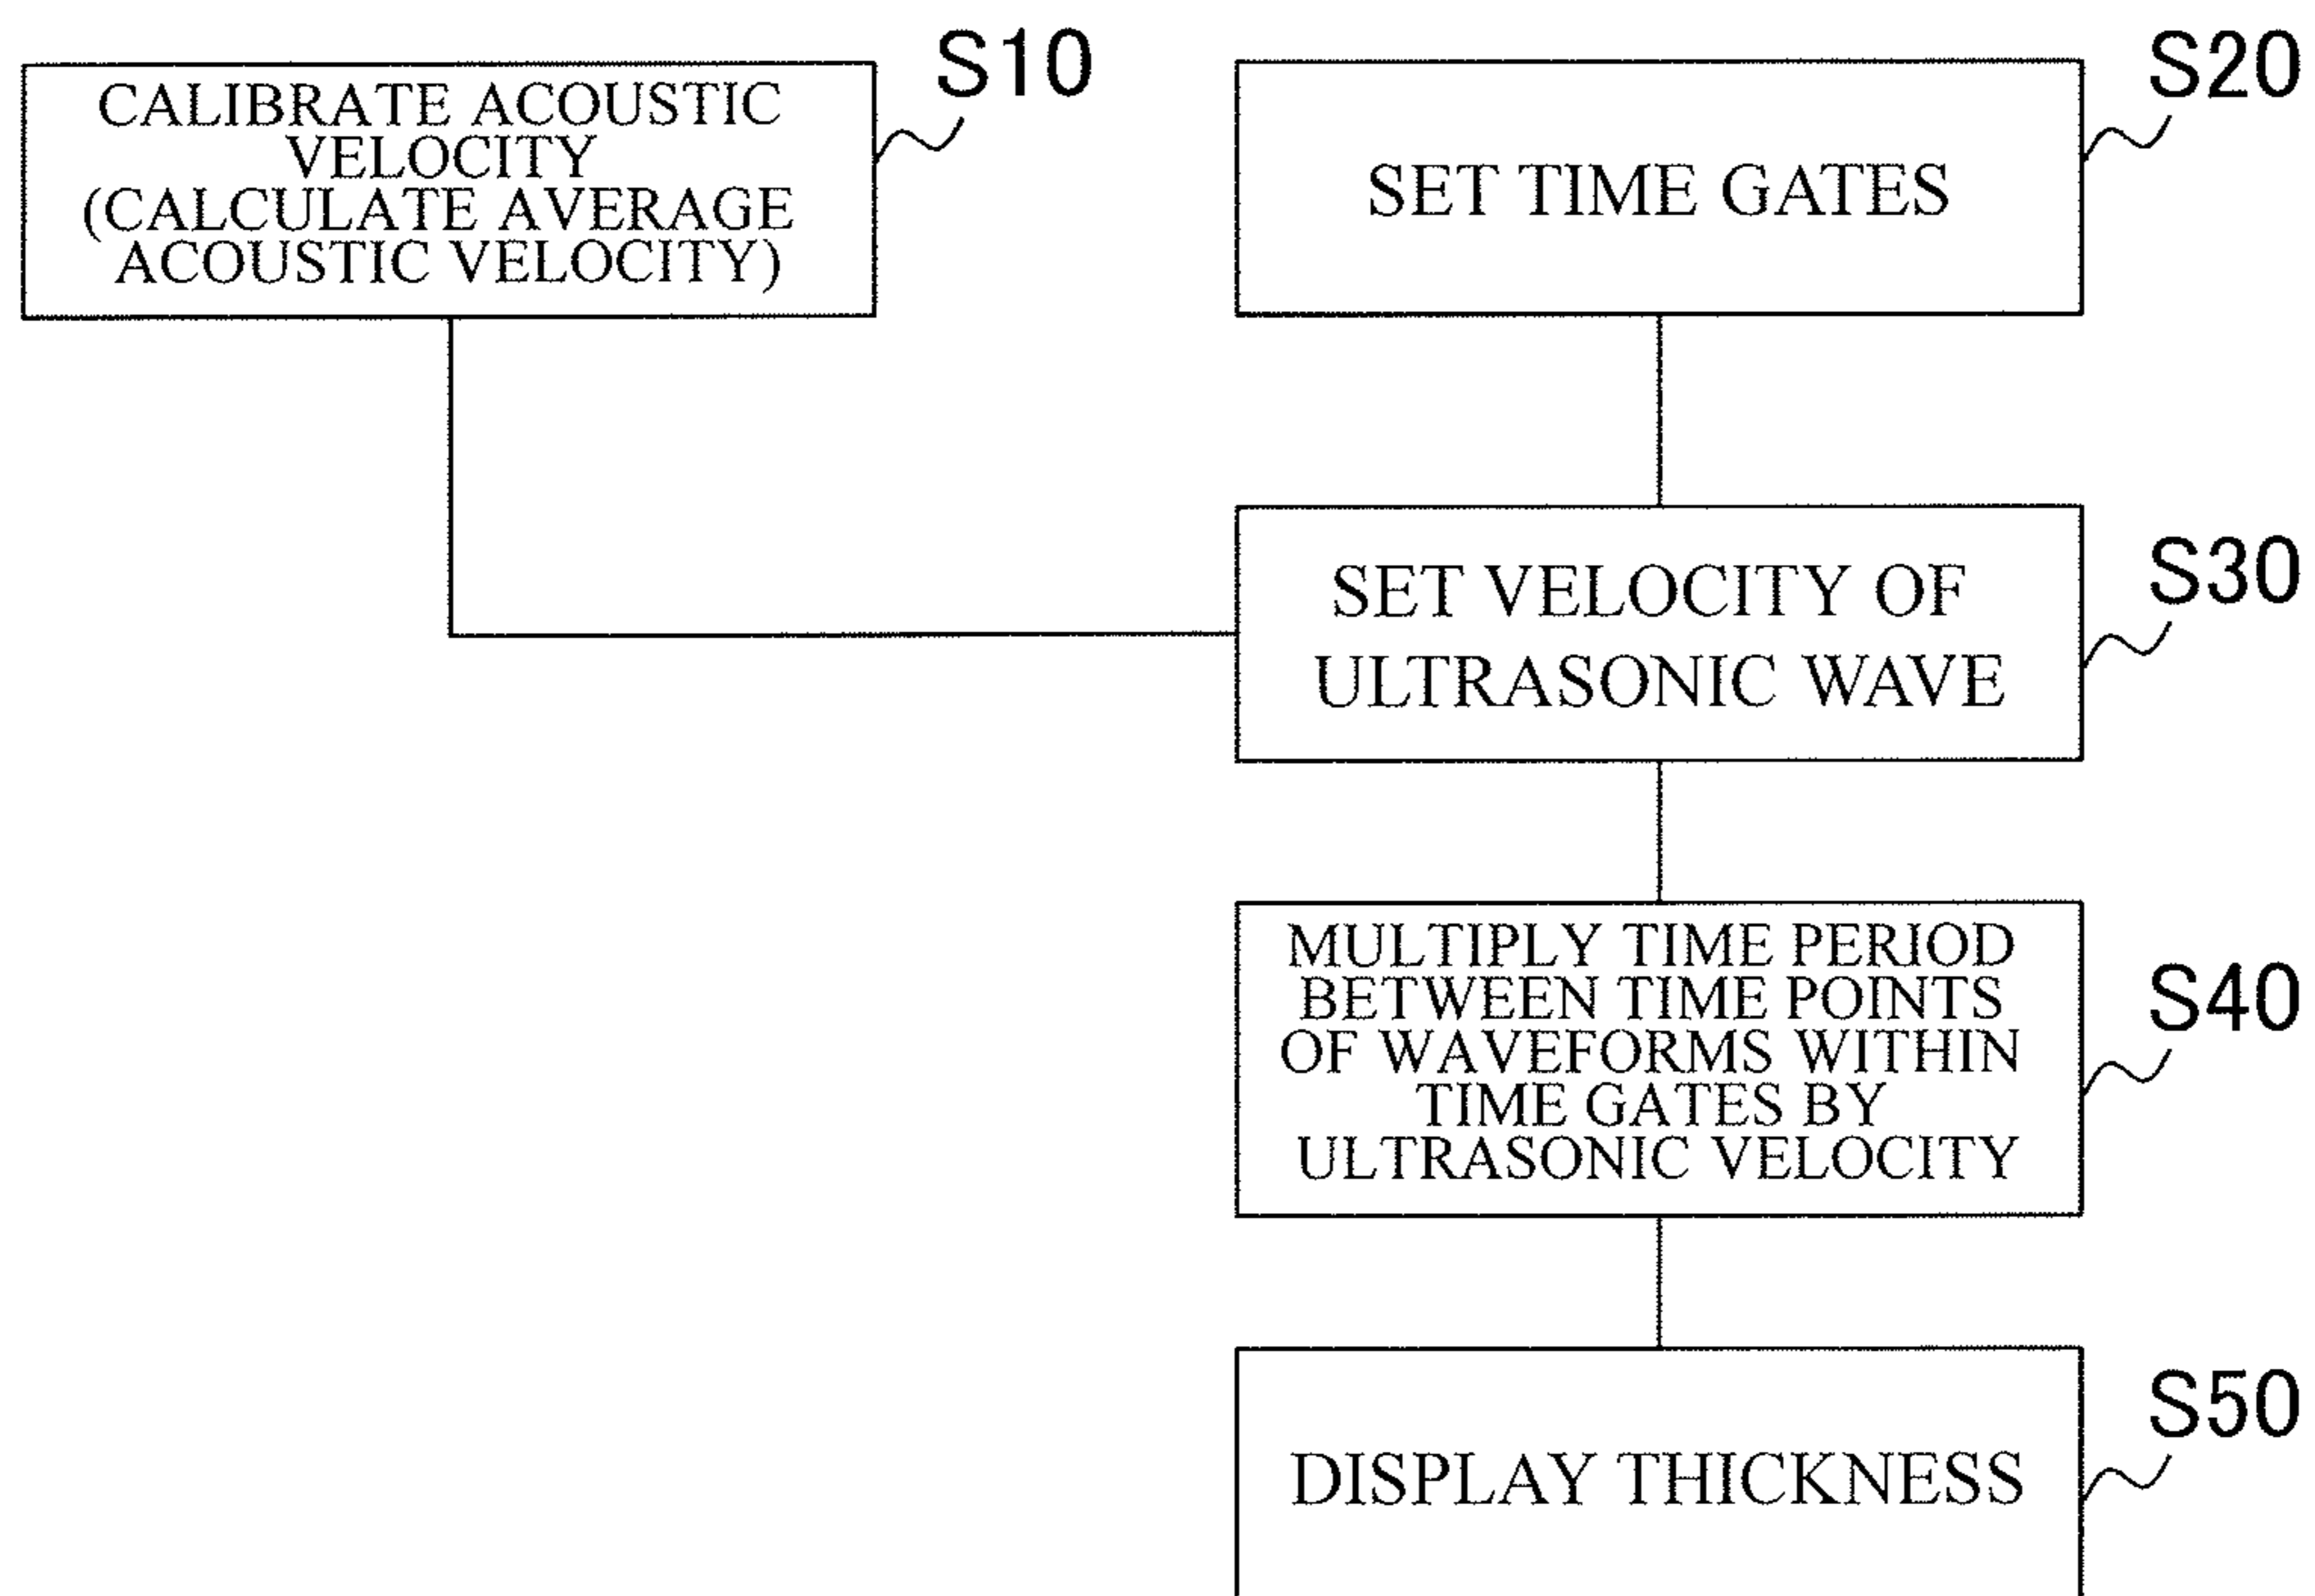 S10
CALIBRATE ACOUSTIC
VELOCITY
(CALCULATE AVERAGE
ACOUSTIC VELOCITY)
S20
SET TIME GATES
S30
SET VELOCITY OF
ULTRASONIC WAVE
S40
MULTIPLY TIME PERIOD
BETWEEN TIME POINTS
OF WAVEFORMS WITHIN
TIME GATES BY
ULTRASONIC VELOCITY
S50
DISPLAY THICKNESS